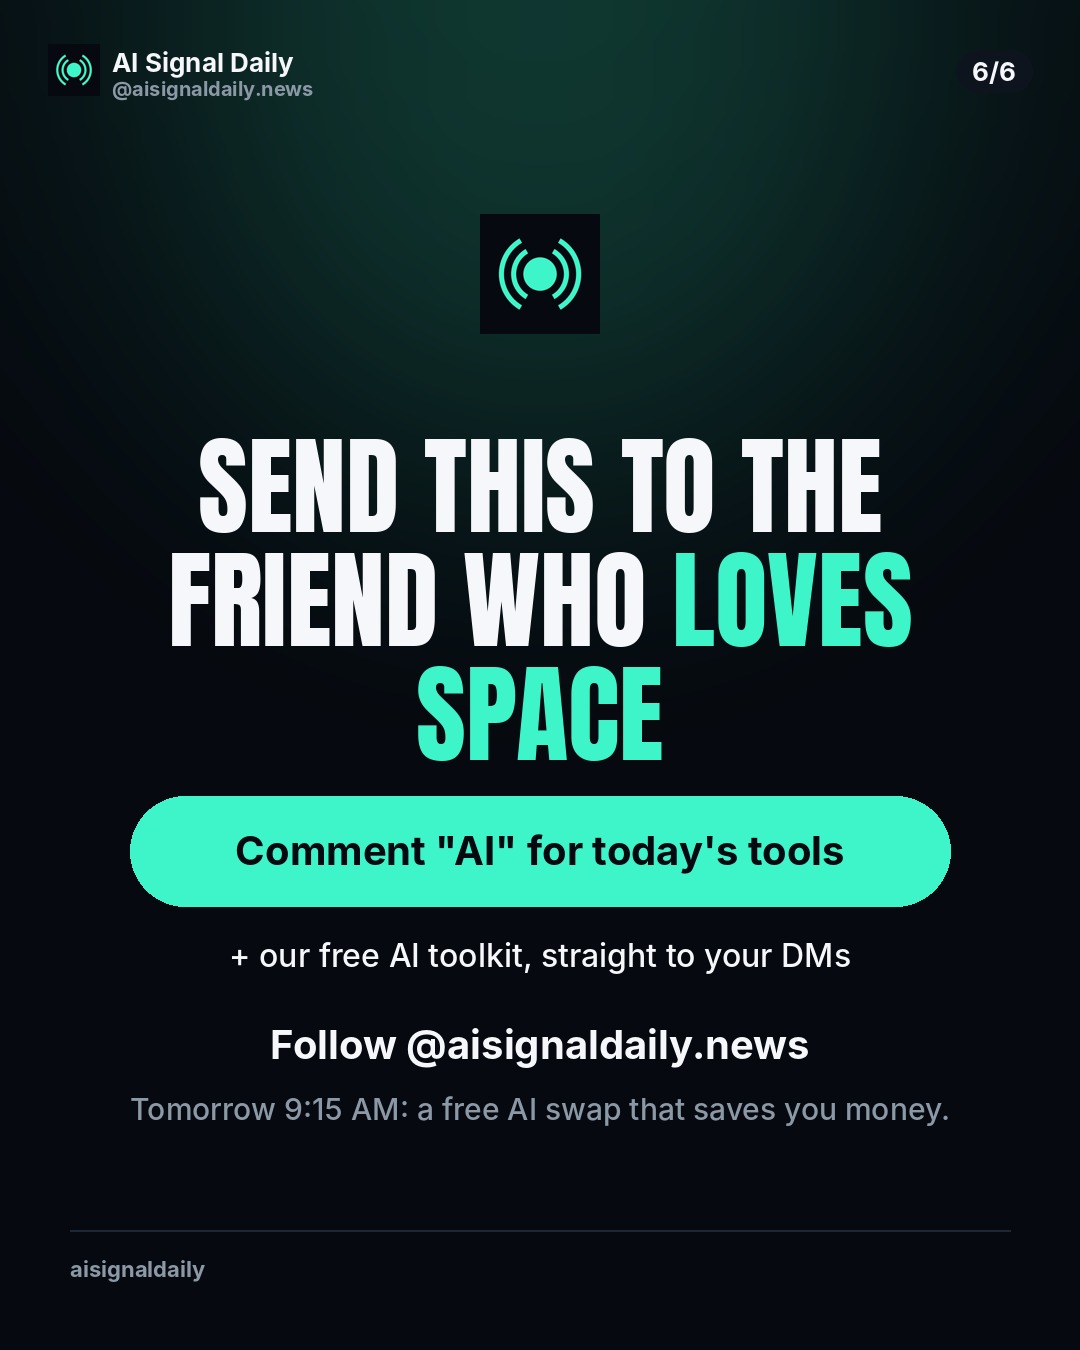 AI Signal Daily
@aisignaldaily.news
6/6
SEND THIS TO THE
FRIEND WHO LOVES
SPACE
Comment "AI" for today's tools
+ our free AI toolkit, straight to your DMs
Follow @aisignaldaily.news
Tomorrow 9:15 AM: a free AI swap that saves you money.
aisignaldaily